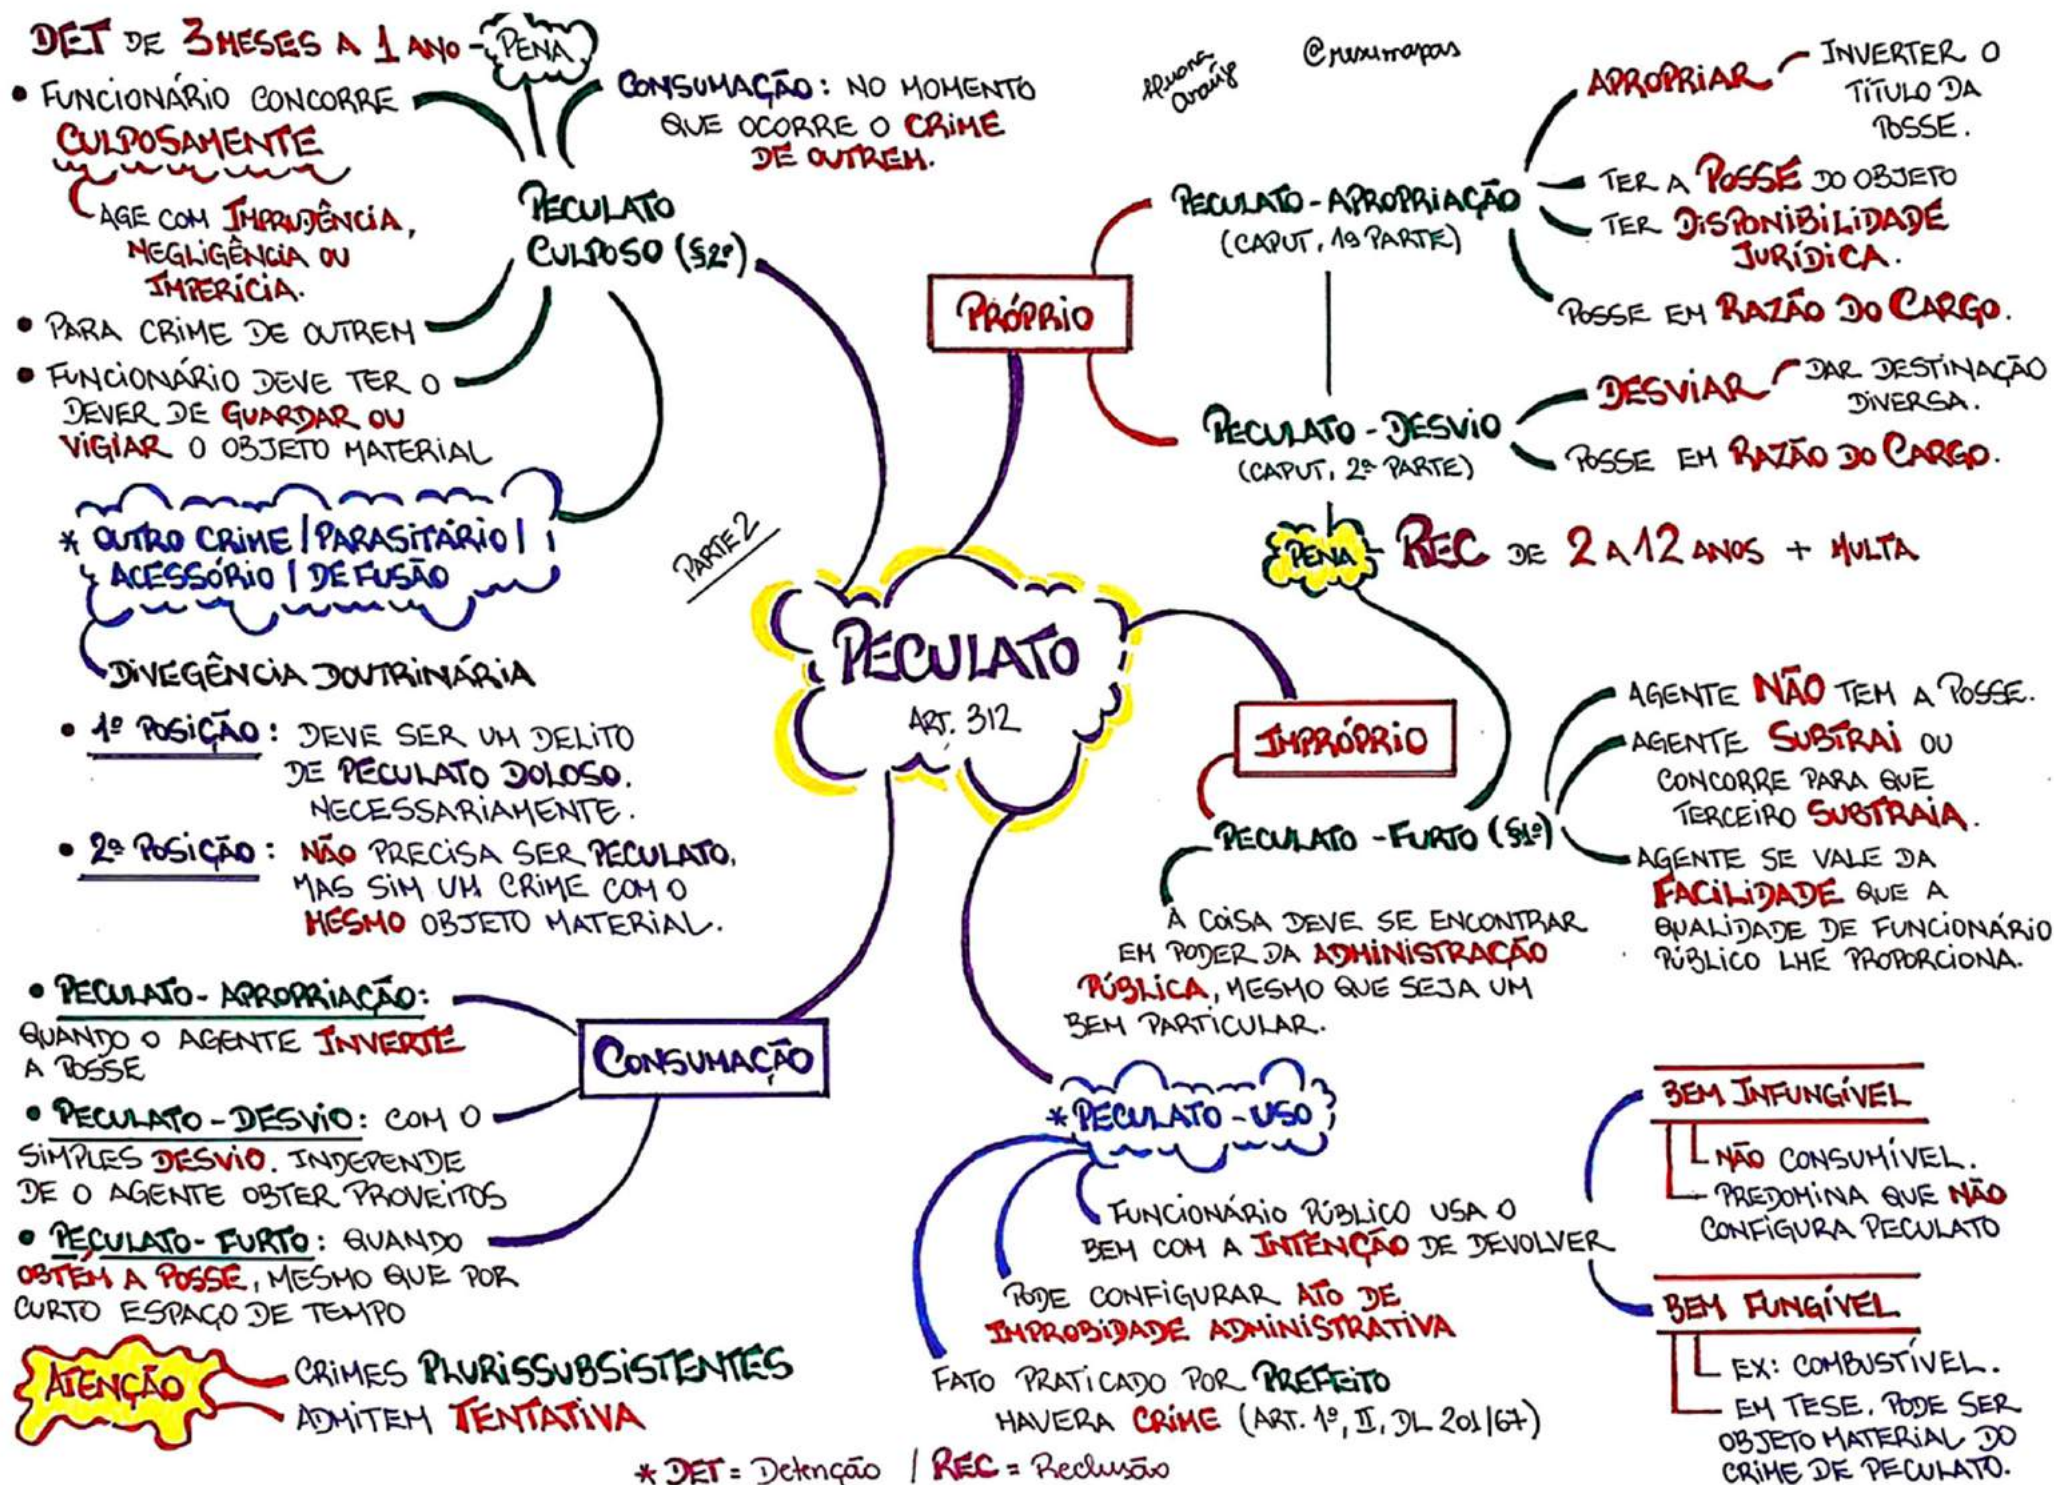 DET DE 3 MESES A 1 ANO - PENA
• FUNCIONÁRIO CONCORRE
CULPOSAMENTE
AGE COM IMPRUDÊNCIA,
NEGLIGÊNCIA OU
IMPERÍCIA.
• PARA CRIME DE OUTREM
• FUNCIONÁRIO DEVE TER O
DEVER DE GUARDAR OU
VIGIAR O OBJETO MATERIAL
CONSUMAÇÃO: NO MOMENTO
QUE OCORRE O CRIME
DE OUTREM.
PECULATO
CULPOSO (§2º)
* OUTRO CRIME | PARASITÁRIO |
ACESSÓRIO | DE FUSÃO
DIVEGÊNCIA DOUTRINÁRIA
• 1º POSIÇÃO: DEVE SER UM DELITO
DE PECULATO DOLOSO.
NECESSARIAMENTE.
• 2º POSIÇÃO: NÃO PRECISA SER PECULATO,
MAS SIM UM CRIME COM O
MESMO OBJETO MATERIAL.
Araújo
@resumapas
PRÓPRIO
PECULATO - APROPRIAÇÃO
(CAPUT, 1ª PARTE)
APROPRIAR - INVERTER O
TÍTULO DA
POSSE.
TER A POSSE DO OBJETO
TER DISPONIBILIDADE
JURÍDICA.
POSSE EM RAZÃO DO CARGO.
PECULATO - DESVIO
(CAPUT, 2ª PARTE)
DESVIAR - DAR DESTINAÇÃO
DIVERSA.
POSSE EM RAZÃO DO CARGO.
PENA - REC DE 2 A 12 ANOS + MULTA
PARTE 2
PECULATO
ART. 312
IMPRÓPRIO
PECULATO - FURTO (§1º)
AGENTE NÃO TEM A POSSE.
AGENTE SUBTRAI OU
CONCORRE PARA QUE
TERCEIRO SUBTRAIA.
AGENTE SE VALE DA
FACILIDADE QUE A
QUALIDADE DE FUNCIONÁRIO
PÚBLICO LHE PROPORCIONA.
A COISA DEVE SE ENCONTRAR
EM PODER DA ADMINISTRAÇÃO
PÚBLICA, MESMO QUE SEJA UM
BEM PARTICULAR.
CONSUMAÇÃO
• PECULATO - APROPRIAÇÃO:
QUANDO O AGENTE INVERTE
A POSSE
• PECULATO - DESVIO: COM O
SIMPLES DESVIO. INDEPENDE
DE O AGENTE OBTER PROVEITOS
• PECULATO - FURTO: QUANDO
OBTÉM A POSSE, MESMO QUE POR
CURTO ESPAÇO DE TEMPO
ATENÇÃO
CRIMES PLURISSUBSISTENTES
ADMITEM TENTATIVA
* PECULATO - USO
FUNCIONÁRIO PÚBLICO USA O
BEM COM A INTENÇÃO DE DEVOLVER
PODE CONFIGURAR ATO DE
IMPROBIDADE ADMINISTRATIVA
FATO PRATICADO POR PREFEITO
HAVERA CRIME (ART. 1º, II, DL 201/67)
BEM INFUNGÍVEL
NÃO CONSUMÍVEL.
PREDOMINA QUE NÃO
CONFIGURA PECULATO
BEM FUNGÍVEL
EX: COMBUSTÍVEL.
EM TESE, PODE SER
OBJETO MATERIAL DO
CRIME DE PECULATO.
* DET = Detenção / REC = Reclusão